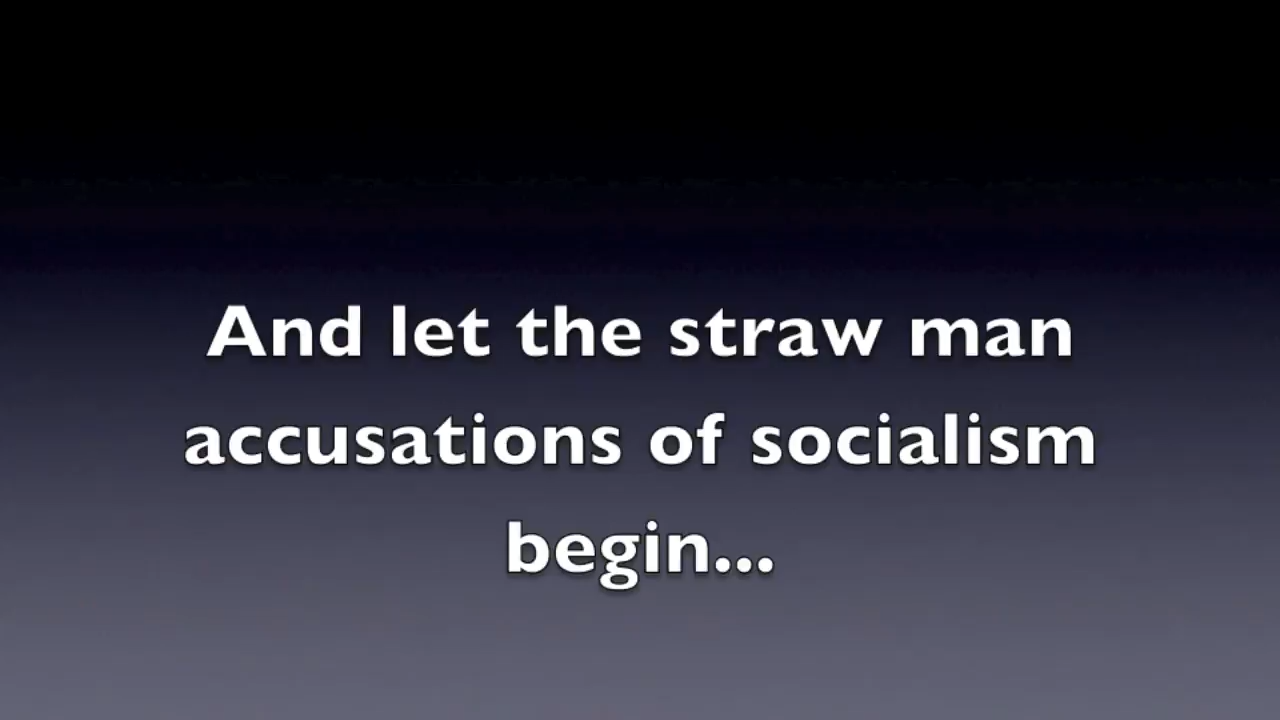 And let the straw man
accusations of socialism
begin...